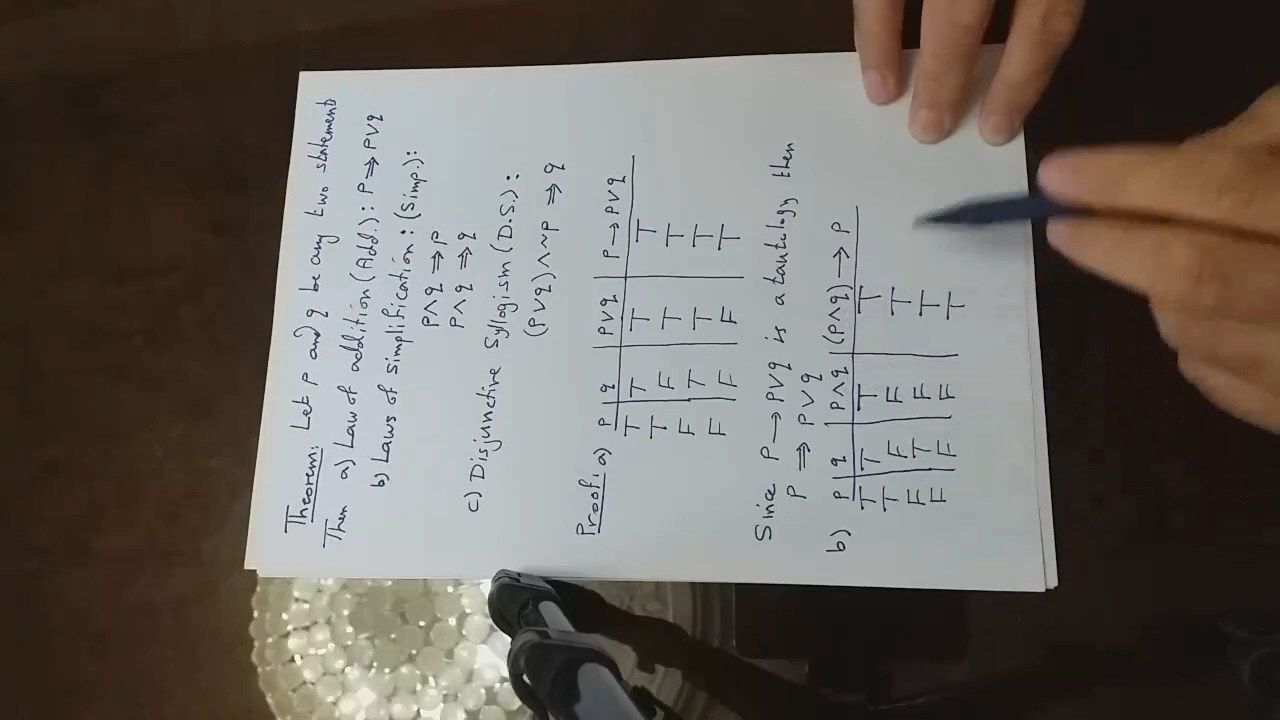 Theorem: Let P and q be any two statement
Then a) Law of addition (Add.): P ⇒ P∨q
b) Laws of simplification: (Simp.):
P∧q ⇒ P
P∧q ⇒ q
c) Disjunctive Syllogism (D.S.):
(P∨q)∧~P ⇒ q
Proof: a) P | q | P∨q | P → P∨q
T | T | T | T
T | F | T | T
F | T | T | T
F | F | F | T
Since P → P∨q is a tautology then
P ⇒ P∨q
b) P | q | P∧q | (P∧q) → P
T | T | T | T
T | F | F | T
F | T | F | T
F | F | F | T